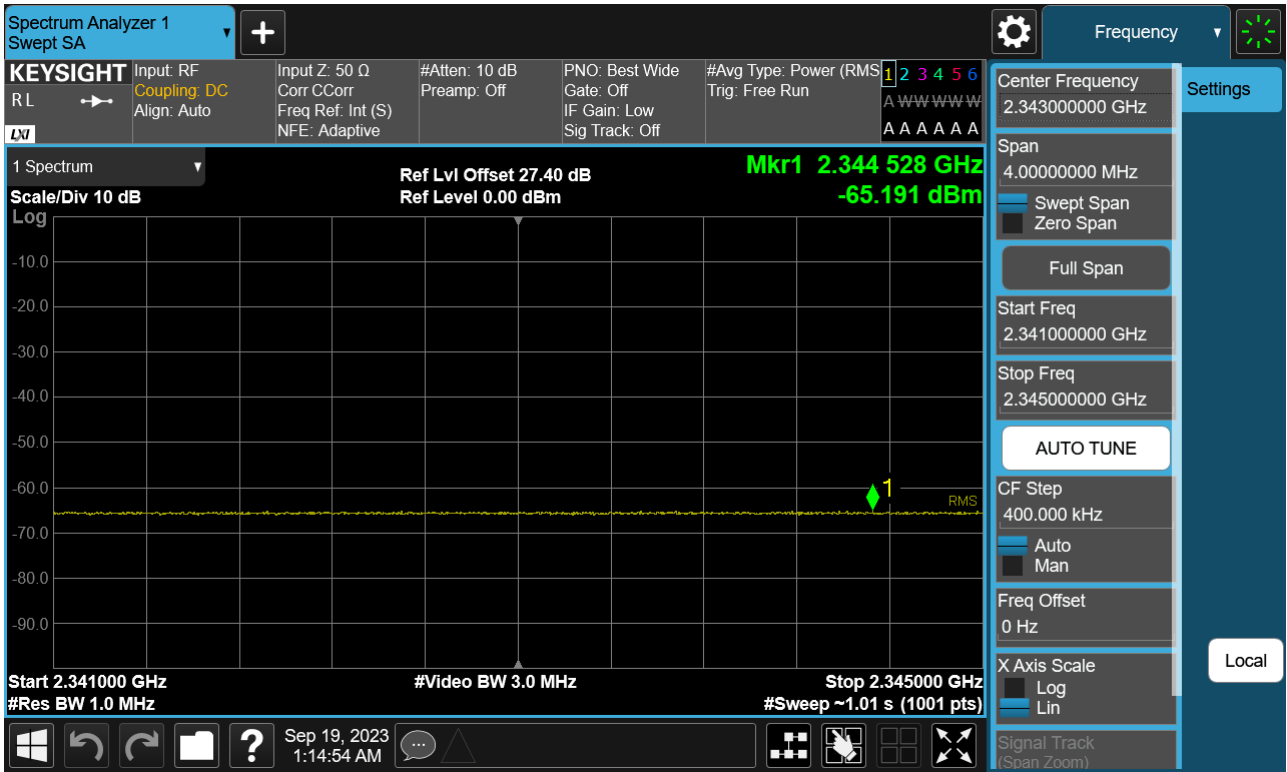 Spectrum Analyzer 1
Swept SA
+
Frequency
KEYSIGHT
R L
LXI
Input: RF
Coupling: DC
Align: Auto
Input Z: 50 Ω
Corr CCorr
Freq Ref: Int (S)
NFE: Adaptive
#Atten: 10 dB
Preamp: Off
PNO: Best Wide
Gate: Off
IF Gain: Low
Sig Track: Off
#Avg Type: Power (RMS
Trig: Free Run
1 2 3 4 5 6
A W W W W W
A A A A A A
1 Spectrum
Scale/Div 10 dB
Log
Ref Lvl Offset 27.40 dB
Ref Level 0.00 dBm
Mkr1 2.344 528 GHz
-65.191 dBm
-10.0
-20.0
-30.0
-40.0
-50.0
-60.0
-70.0
-80.0
-90.0
1
RMS
Start 2.341000 GHz
#Res BW 1.0 MHz
#Video BW 3.0 MHz
Stop 2.345000 GHz
#Sweep ~1.01 s (1001 pts)
Center Frequency
2.343000000 GHz
Span
4.00000000 MHz
Swept Span
Zero Span
Full Span
Start Freq
2.341000000 GHz
Stop Freq
2.345000000 GHz
AUTO TUNE
CF Step
400.000 kHz
Auto
Man
Freq Offset
0 Hz
X Axis Scale
Log
Lin
Signal Track
(Span Zoom)
Settings
Local
?
Sep 19, 2023
1:14:54 AM